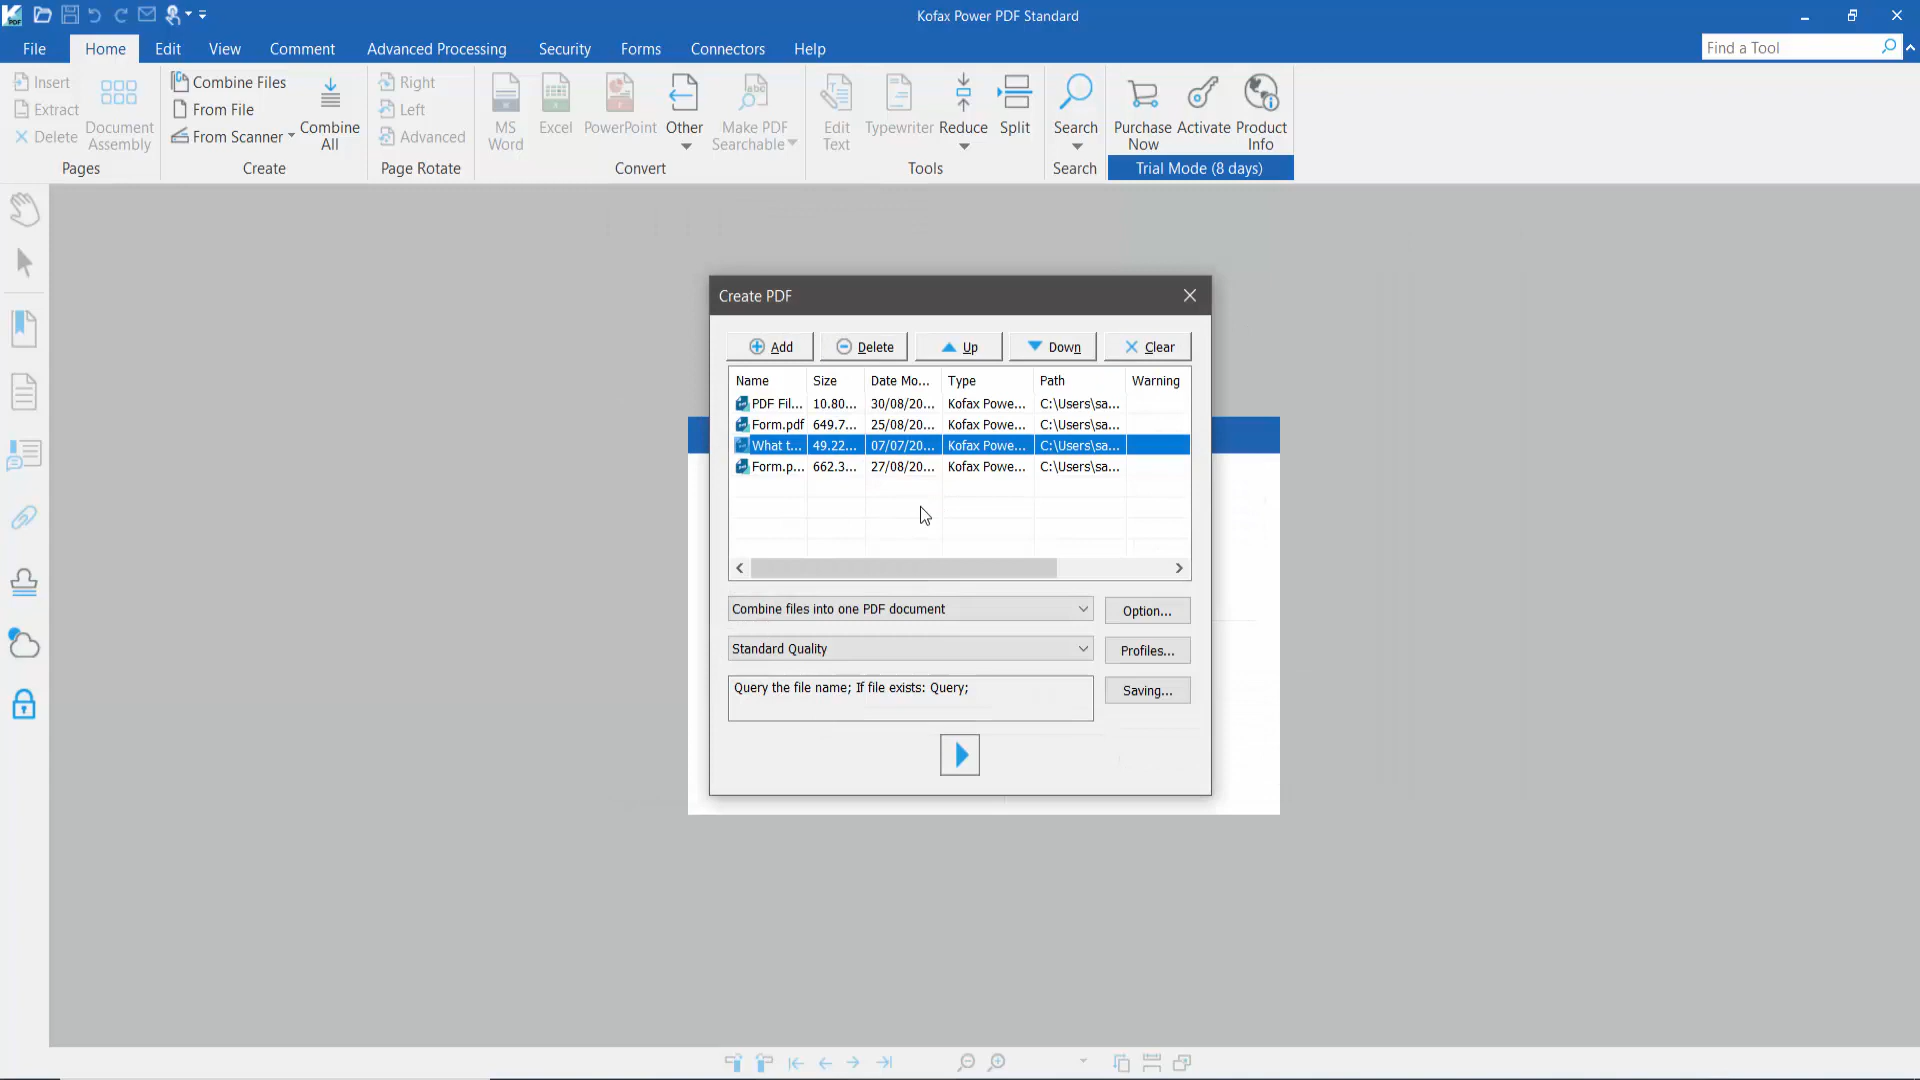 Kofax Power PDF Standard
File Home Edit View Comment Advanced Processing Security Forms Connectors Help
Find a Tool
Insert
Extract
Delete
Document Assembly
Pages
Combine Files
From File
From Scanner
Combine All
Create
Right
Left
Advanced
Page Rotate
MS Word
Excel
PowerPoint
Other
Make PDF Searchable
Convert
Edit Text
Typewriter
Reduce
Split
Tools
Search
Search
Purchase Now
Activate
Product Info
Trial Mode (8 days)
Create PDF
Add Delete Up Down Clear
Name Size Date Mo... Type Path Warning
PDF Fil... 10.80... 30/08/20... Kofax Powe... C:\Users\sa...
Form.pdf 649.7... 25/08/20... Kofax Powe... C:\Users\sa...
What t... 49.22... 07/07/20... Kofax Powe... C:\Users\sa...
Form.p... 662.3... 27/08/20... Kofax Powe... C:\Users\sa...
Combine files into one PDF document
Option...
Standard Quality
Profiles...
Query the file name; If file exists: Query;
Saving...